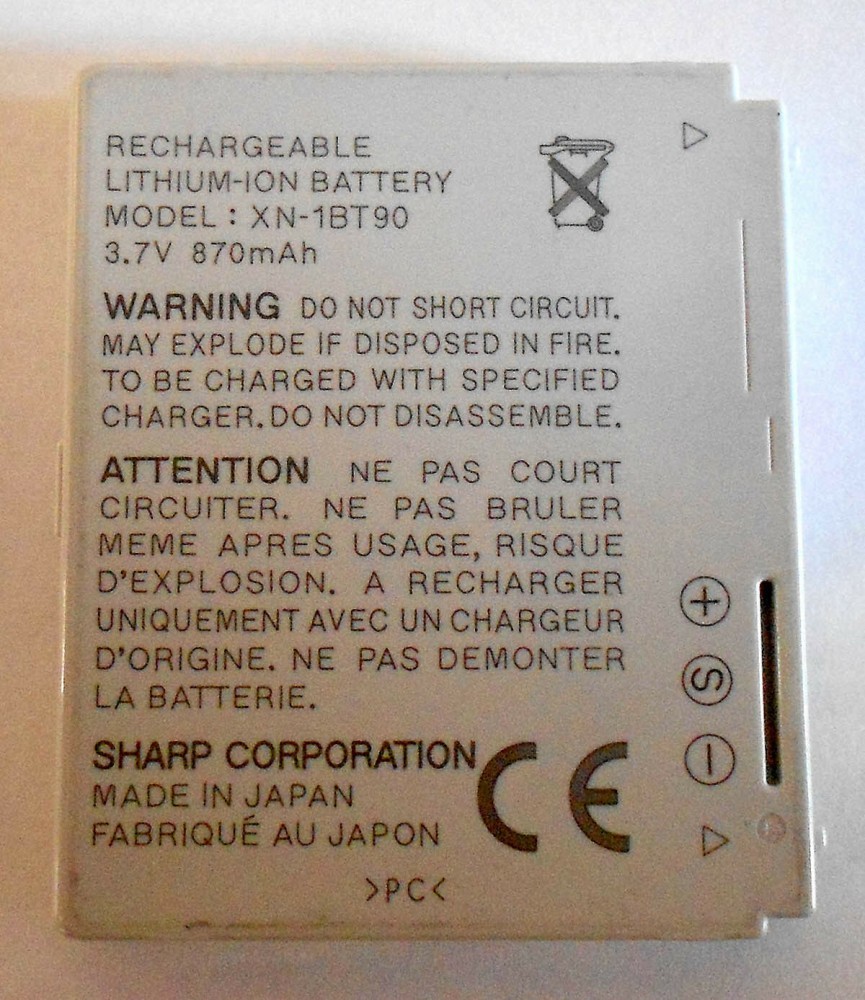 RECHARGEABLE
LITHIUM-ION BATTERY
MODEL : XN-1BT90
3.7V 870mAh
WARNING DO NOT SHORT CIRCUIT.
MAY EXPLODE IF DISPOSED IN FIRE.
TO BE CHARGED WITH SPECIFIED
CHARGER. DO NOT DISASSEMBLE.
ATTENTION NE PAS COURT
CIRCUITER. NE PAS BRULER
MEME APRES USAGE, RISQUE
D'EXPLOSION. A RECHARGER
UNIQUEMENT AVEC UN CHARGEUR
D'ORIGINE. NE PAS DEMONTER
LA BATTERIE.
SHARP CORPORATION
MADE IN JAPAN
FABRIQUÉ AU JAPON
CE
>PC<
+
S
−